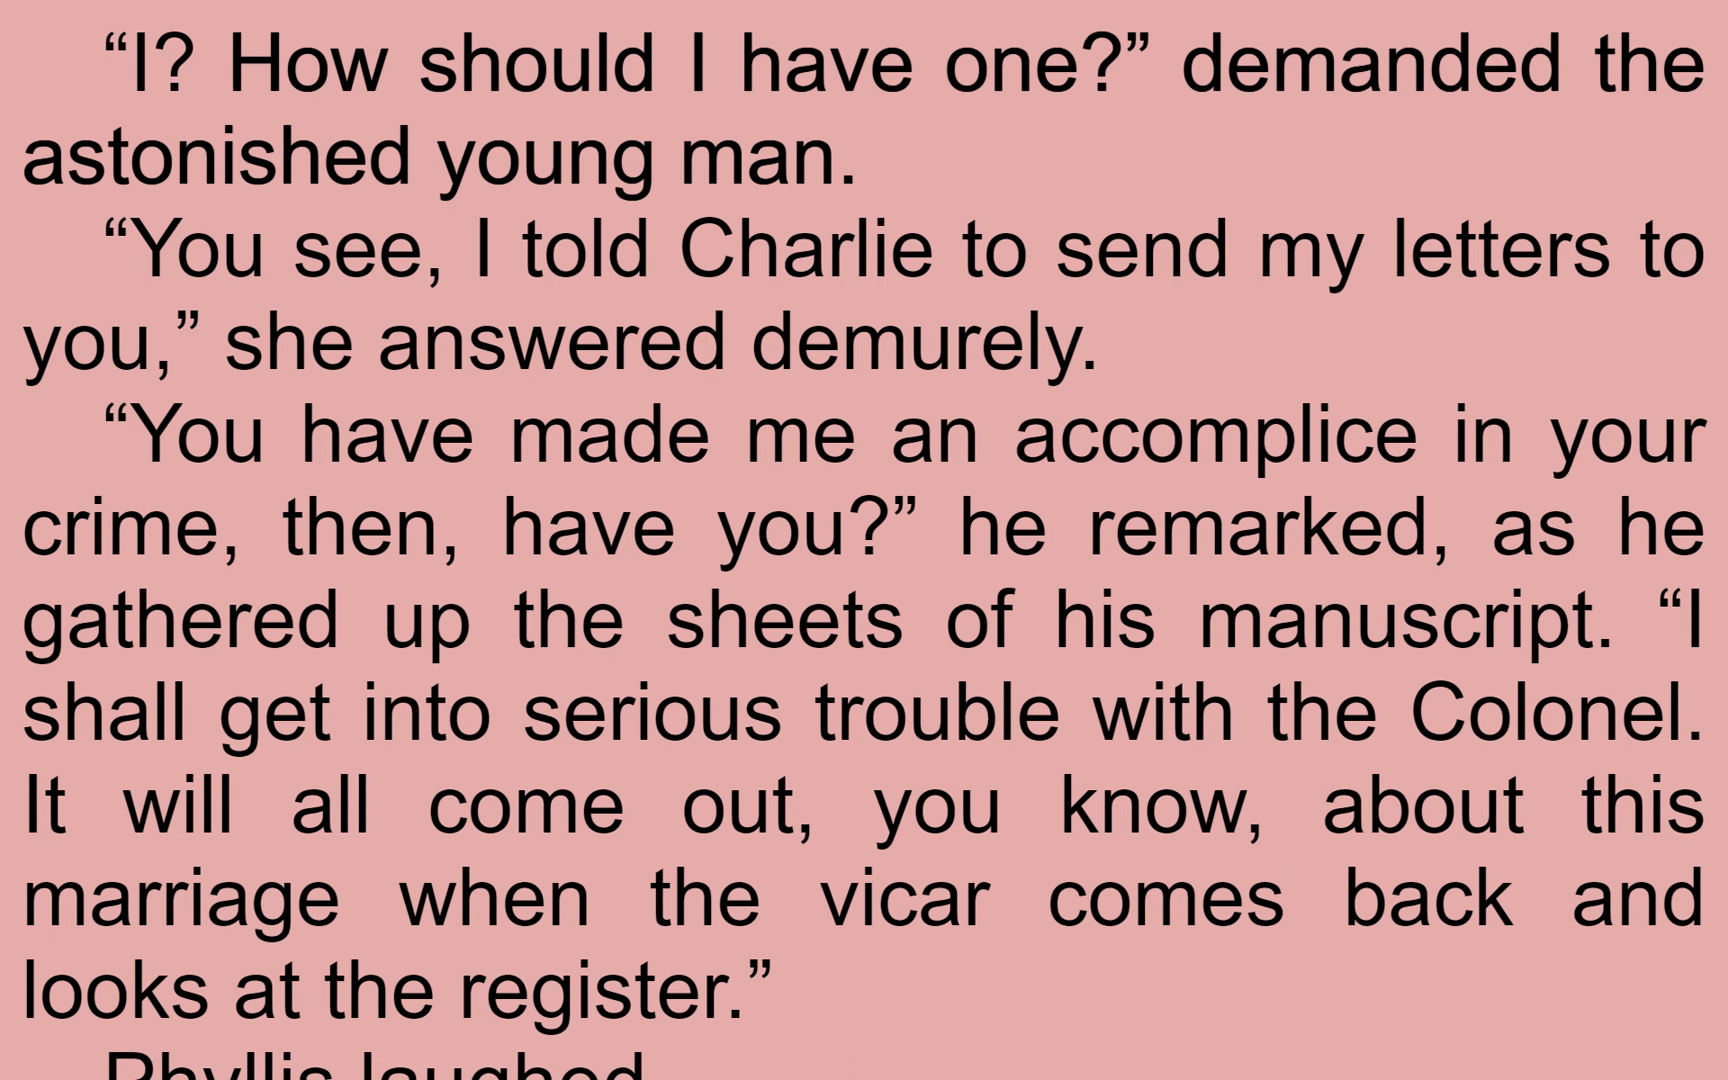 “I? How should I have one?” demanded the
astonished young man.
“You see, I told Charlie to send my letters to
you,” she answered demurely.
“You have made me an accomplice in your
crime, then, have you?” he remarked, as he
gathered up the sheets of his manuscript. “I
shall get into serious trouble with the Colonel.
It will all come out, you know, about this
marriage when the vicar comes back and
looks at the register.”
Phyllis laughed